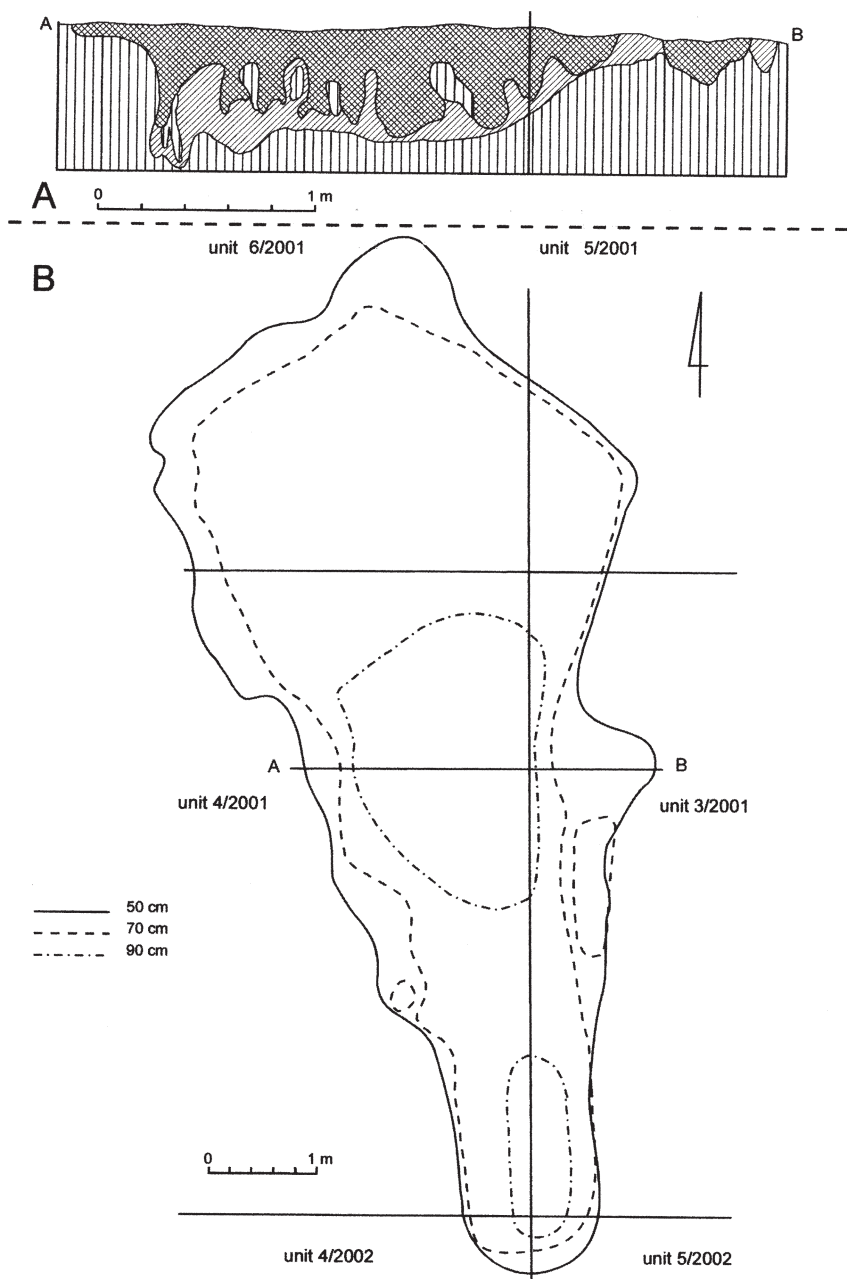 A B
A
0 1 m
unit 6/2001 unit 5/2001
B
A B
unit 4/2001 unit 3/2001
50 cm
70 cm
90 cm
0 1 m
unit 4/2002 unit 5/2002